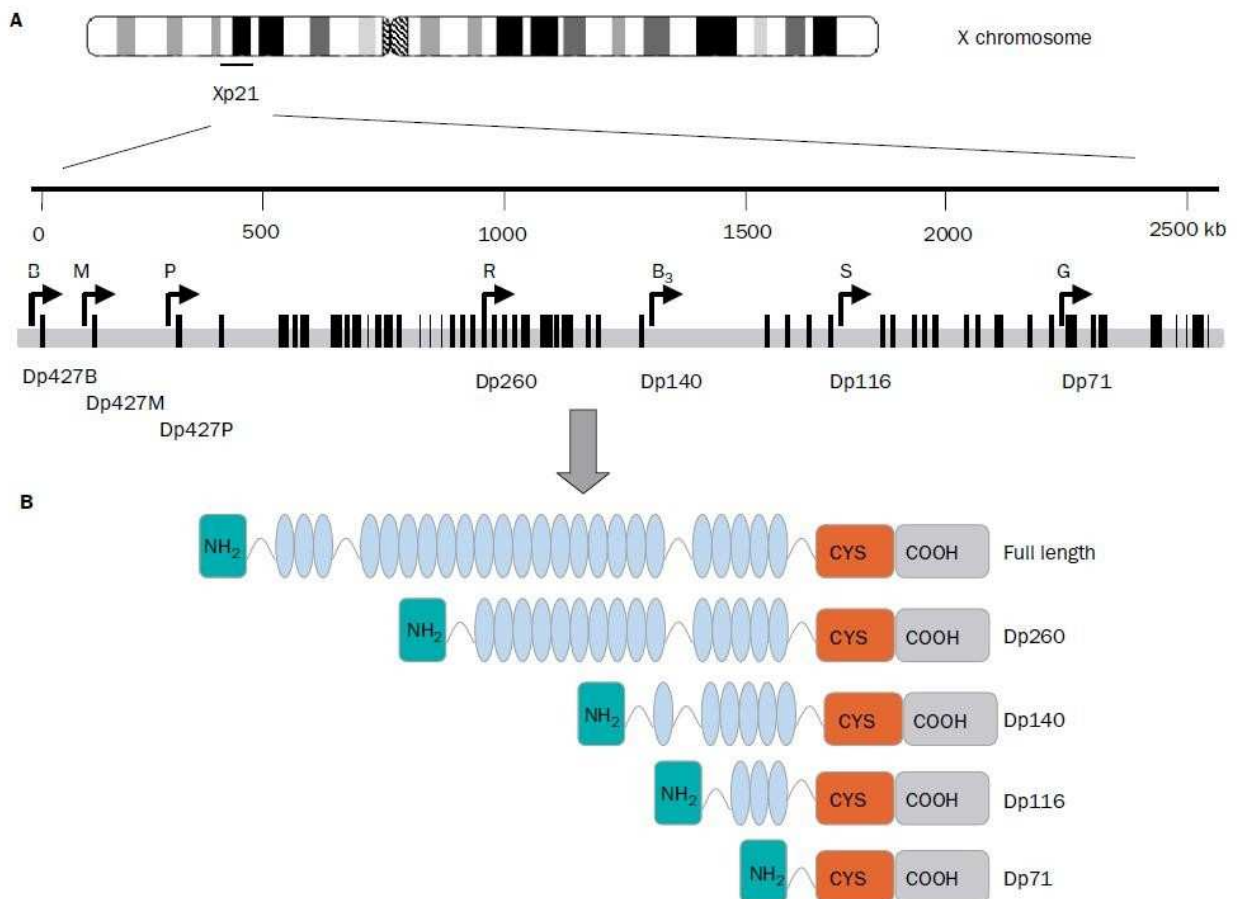 A
X chromosome
Xp21
0 500 1000 1500 2000 2500 kb
B M P R B3 S G
Dp427B Dp260 Dp140 Dp116 Dp71
Dp427M
Dp427P
B
NH2 CYS COOH Full length
NH2 CYS COOH Dp260
NH2 CYS COOH Dp140
NH2 CYS COOH Dp116
NH2 CYS COOH Dp71